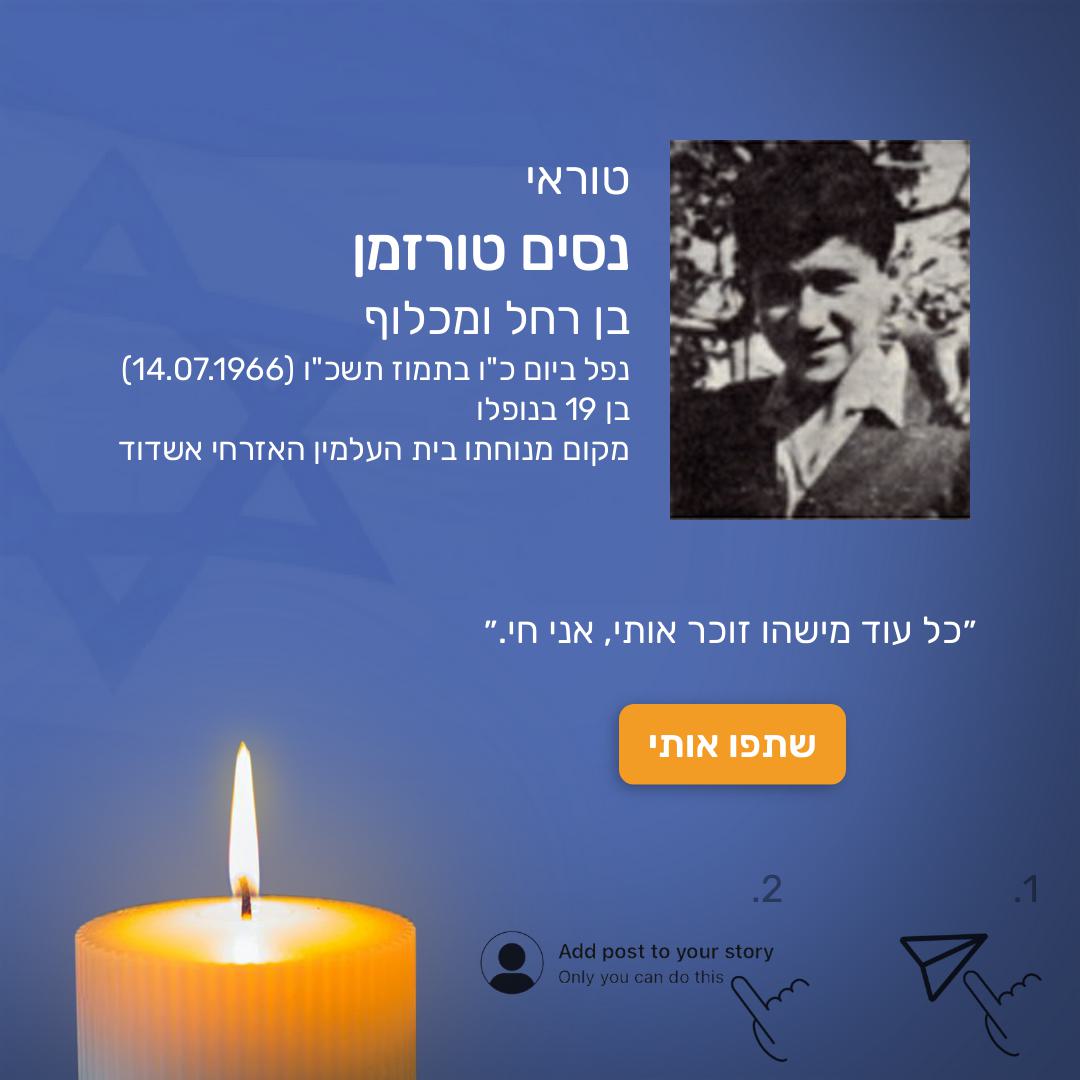 טוראי
נסים טורזמן
בן רחל ומכלוף
נפל ביום כ"ו בתמוז תשכ"ו (14.07.1966)
בן 19 בנופלו
מקום מנוחתו בית העלמין האזרחי אשדוד
״כל עוד מישהו זוכר אותי, אני חי.״
שתפו אותי
.1
.2
Add post to your story
Only you can do this